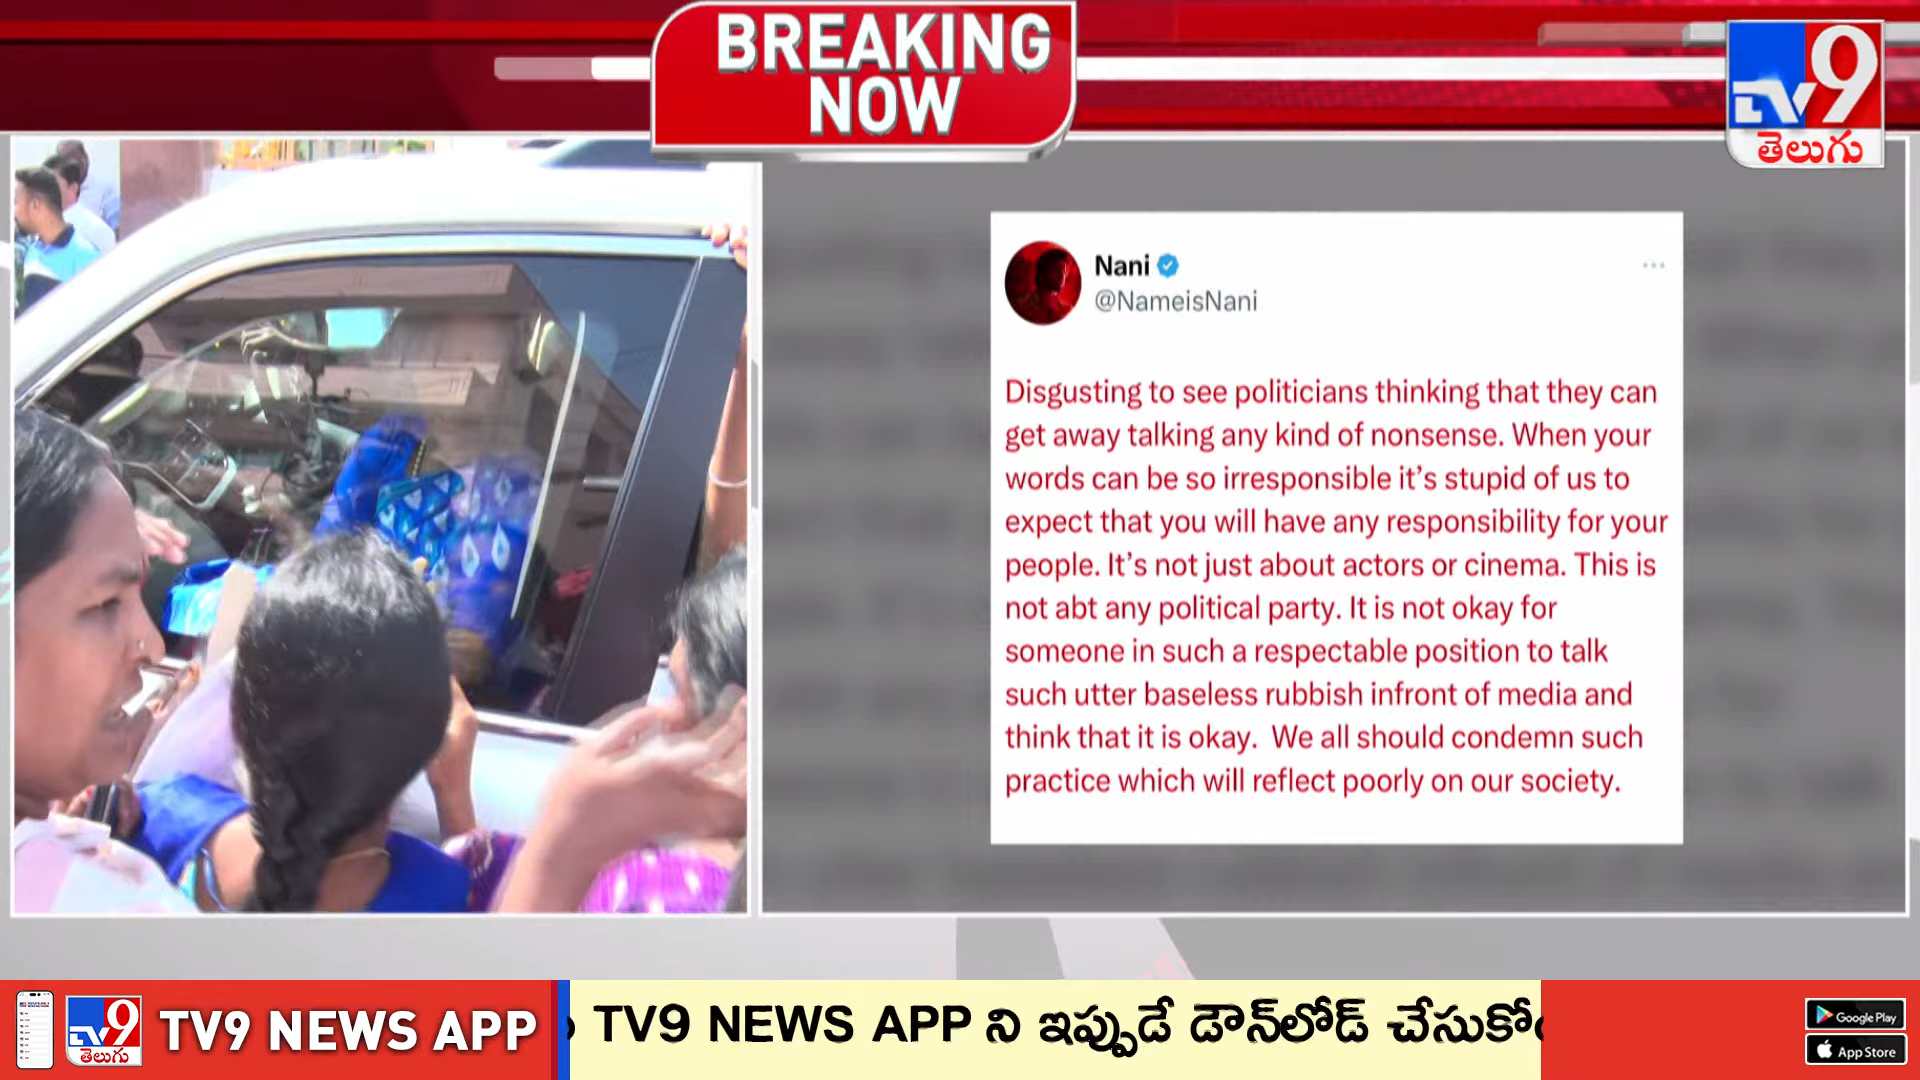 BREAKING
NOW
TV9
తెలుగు
Nani
@NameisNani
Disgusting to see politicians thinking that they can
get away talking any kind of nonsense. When your
words can be so irresponsible it’s stupid of us to
expect that you will have any responsibility for your
people. It’s not just about actors or cinema. This is
not abt any political party. It is not okay for
someone in such a respectable position to talk
such utter baseless rubbish infront of media and
think that it is okay.  We all should condemn such
practice which will reflect poorly on our society.
TV9
తెలుగు
TV9 NEWS APP
TV9 NEWS APP ని ఇప్పుడే డౌన్‌లోడ్
Google Play
App Store